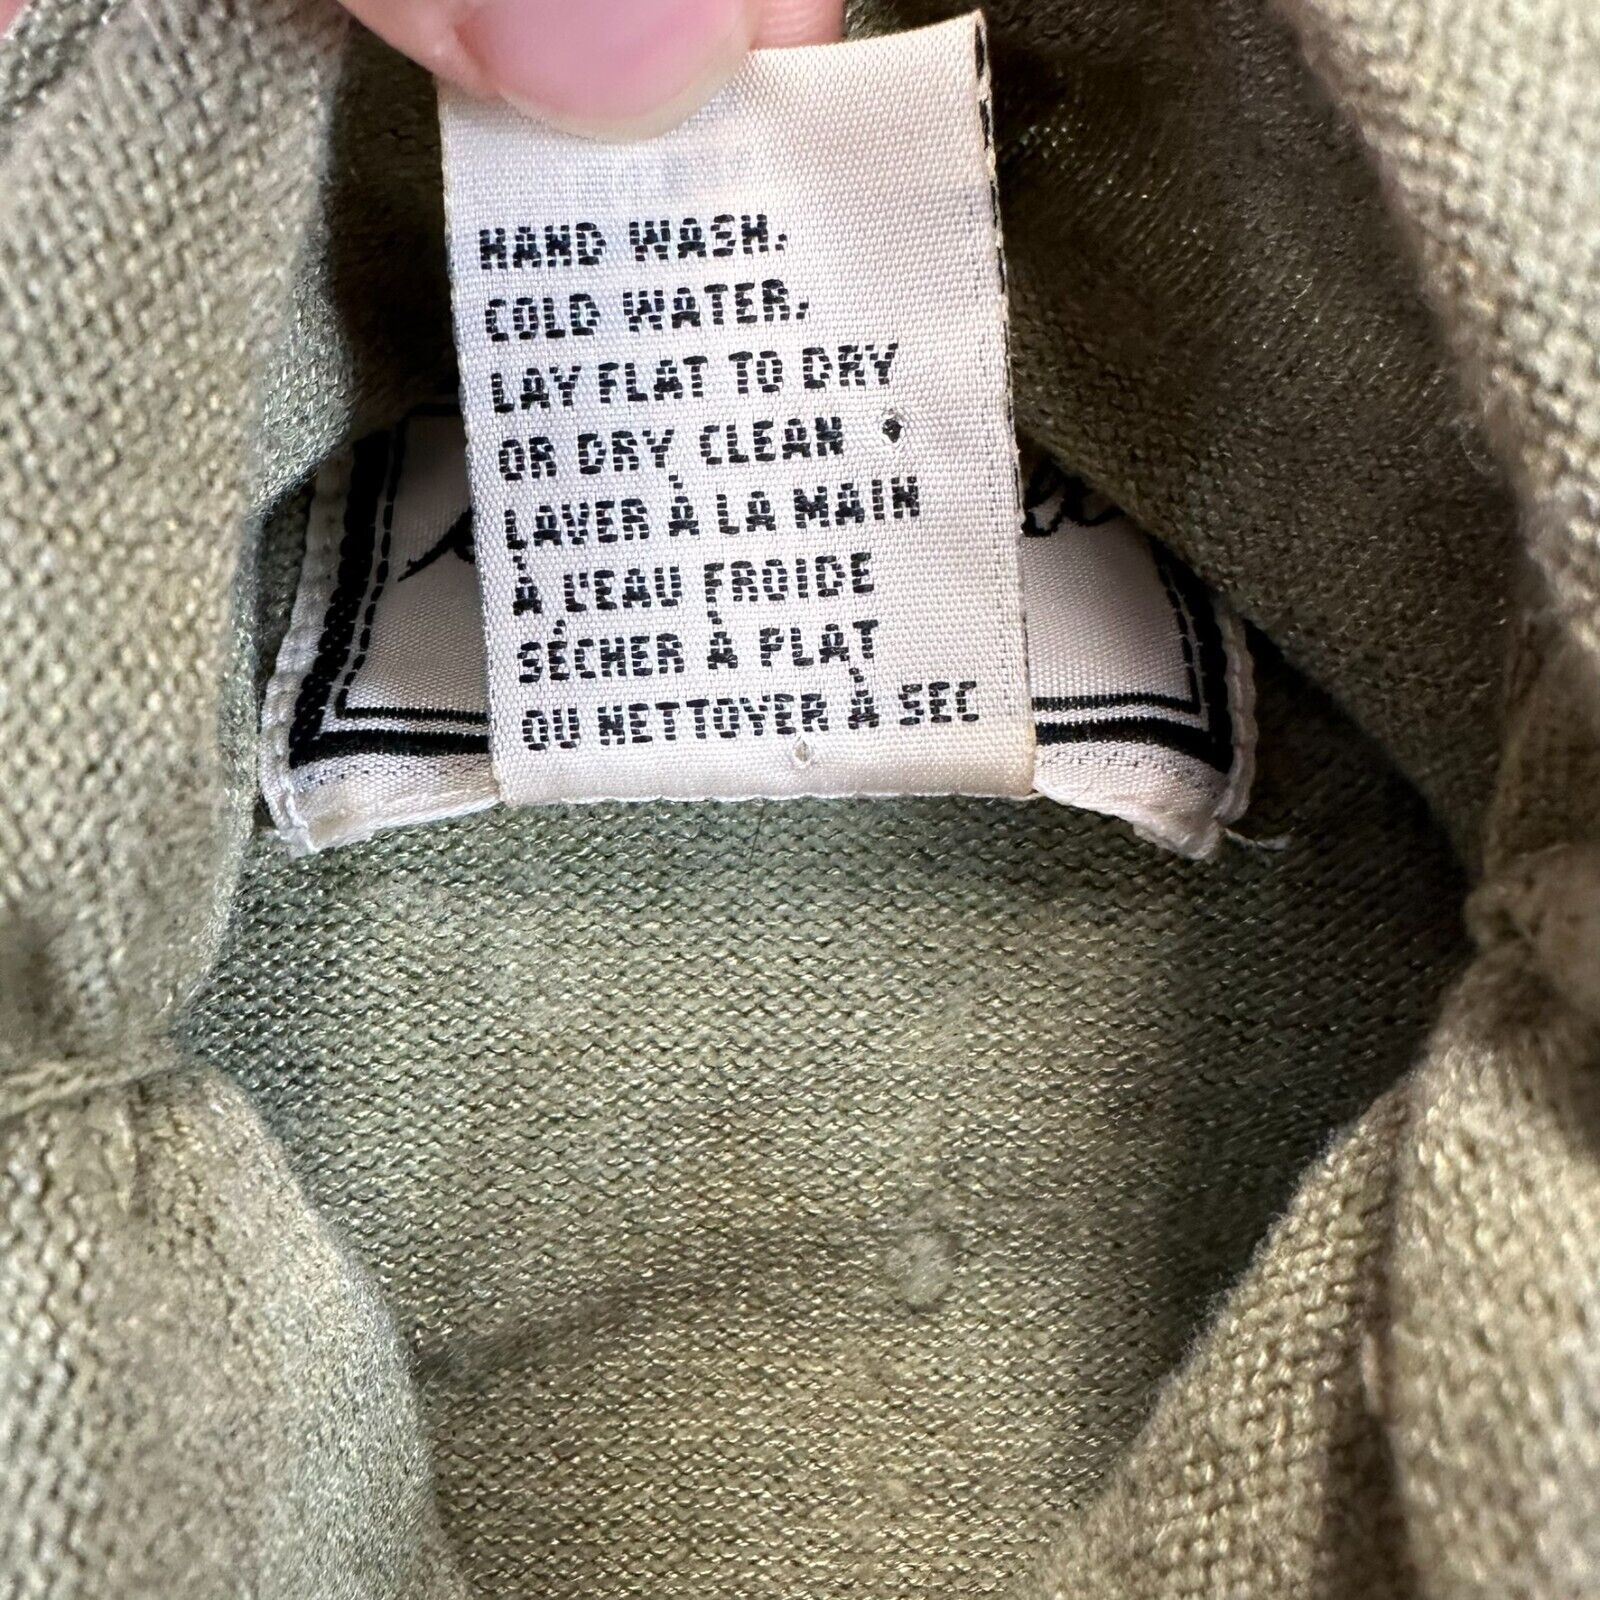 HAND WASH,
COLD WATER,
LAY FLAT TO DRY
OR DRY CLEAN
LAVER À LA MAIN
À L'EAU FROIDE
SÉCHER À PLAT
OU NETTOYER À SEC